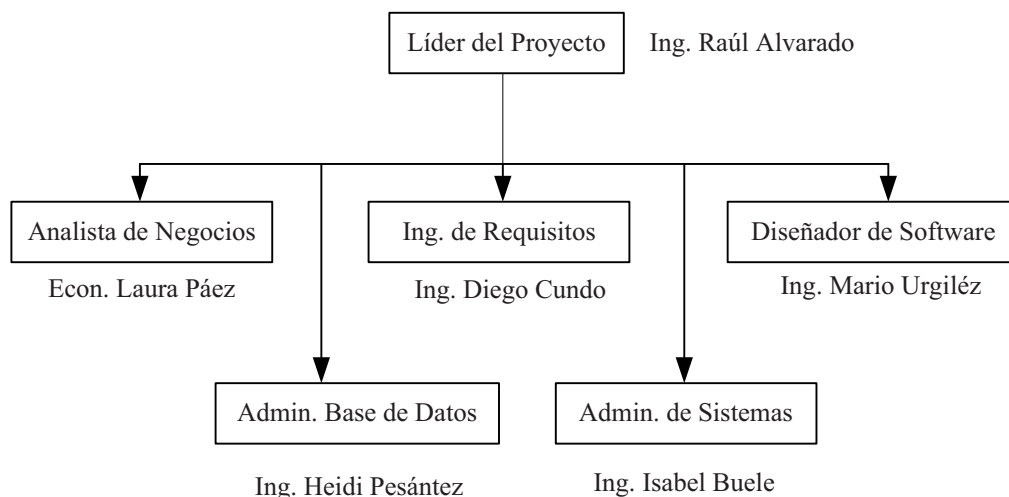 Líder del Proyecto
Ing. Raúl Alvarado
Analista de Negocios
Ing. de Requisitos
Diseñador de Software
Econ. Laura Páez
Ing. Diego Cundo
Ing. Mario Urgiléz
Admin. Base de Datos
Admin. de Sistemas
Ing. Heidi Pesántez
Ing. Isabel Buele